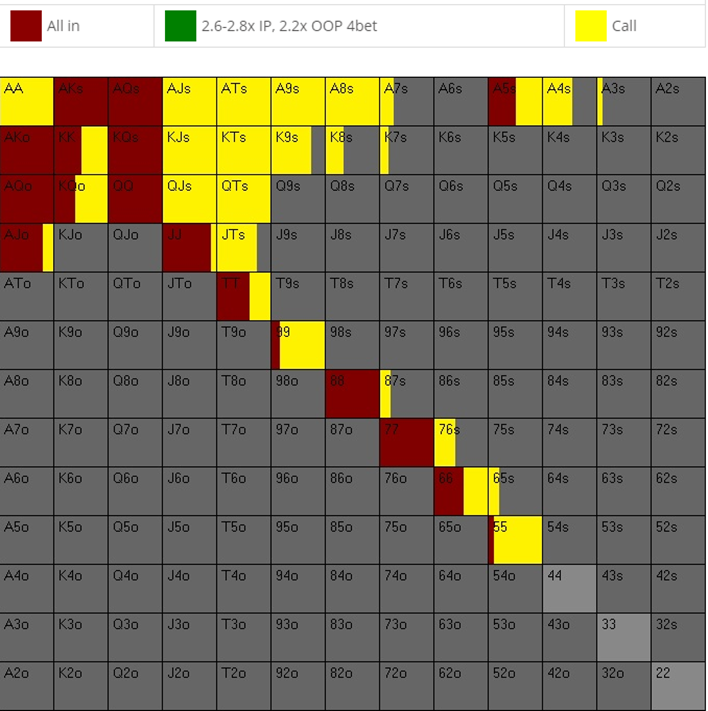 All in 2.6-2.8x IP, 2.2x OOP 4bet Call
AA AKs AQs AJs ATs A9s A8s A7s A6s A5s A4s A3s A2s
AKo KK KQs KJs KTs K9s K8s K7s K6s K5s K4s K3s K2s
AQo KQo QQ QJs QTs Q9s Q8s Q7s Q6s Q5s Q4s Q3s Q2s
AJo KJo QJo JJ JTs J9s J8s J7s J6s J5s J4s J3s J2s
ATo KTo QTo JTo TT T9s T8s T7s T6s T5s T4s T3s T2s
A9o K9o Q9o J9o T9o 99 98s 97s 96s 95s 94s 93s 92s
A8o K8o Q8o J8o T8o 98o 88 87s 86s 85s 84s 83s 82s
A7o K7o Q7o J7o T7o 97o 87o 77 76s 75s 74s 73s 72s
A6o K6o Q6o J6o T6o 96o 86o 76o 66 65s 64s 63s 62s
A5o K5o Q5o J5o T5o 95o 85o 75o 65o 55 54s 53s 52s
A4o K4o Q4o J4o T4o 94o 84o 74o 64o 54o 44 43s 42s
A3o K3o Q3o J3o T3o 93o 83o 73o 63o 53o 43o 33 32s
A2o K2o Q2o J2o T2o 92o 82o 72o 62o 52o 42o 32o 22